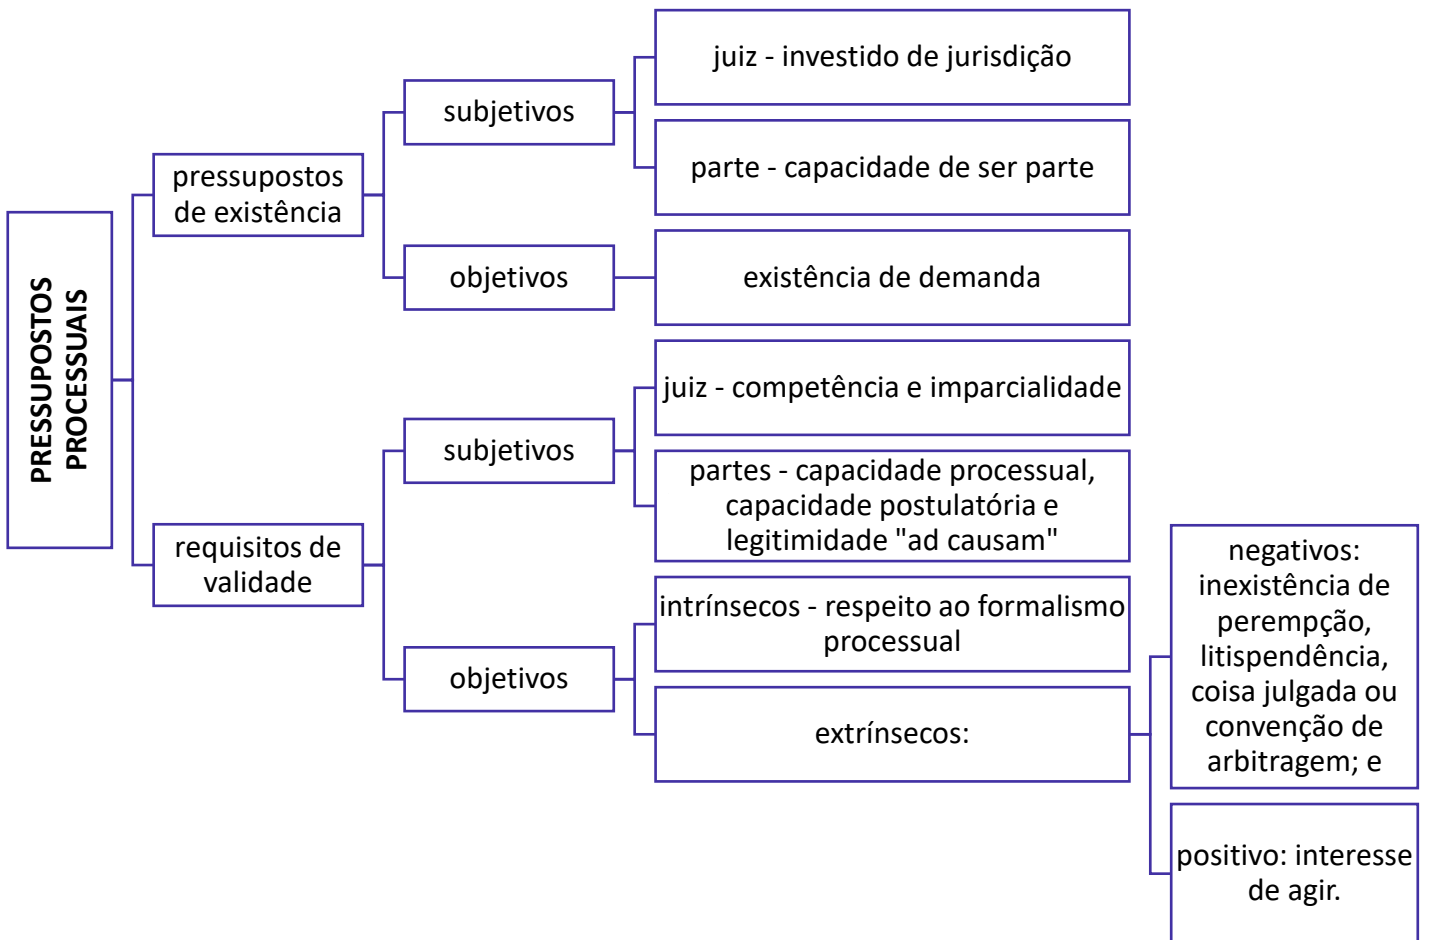 PRESSUPOSTOS
PROCESSUAIS
pressupostos
de existência
subjetivos
juiz - investido de jurisdição
parte - capacidade de ser parte
objetivos
existência de demanda
requisitos de
validade
subjetivos
juiz - competência e imparcialidade
partes - capacidade processual,
capacidade postulatória e
legitimidade "ad causam"
objetivos
intrínsecos - respeito ao formalismo
processual
extrínsecos:
negativos:
inexistência de
perempção,
litispendência,
coisa julgada ou
convenção de
arbitragem; e
positivo: interesse
de agir.